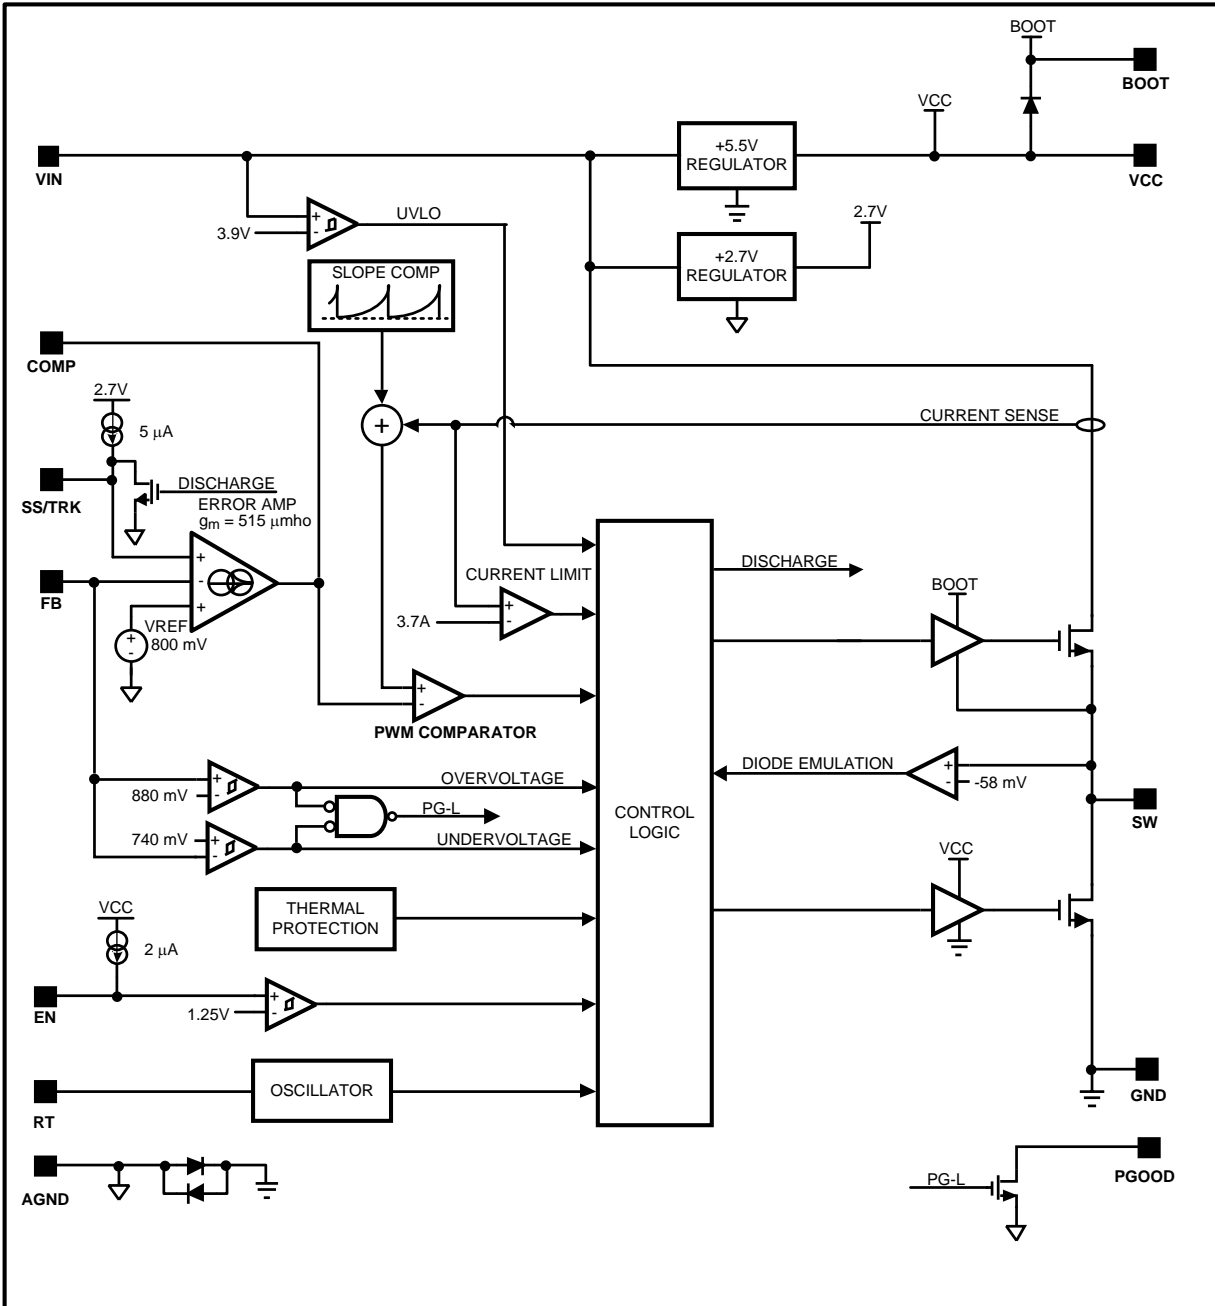 BOOT
BOOT
VCC
+5.5V
REGULATOR
VIN
VCC
UVLO
3.9V
+
-
2.7V
+2.7V
REGULATOR
SLOPE COMP
COMP
2.7V
5 μA
+
CURRENT SENSE
SS/TRK
DISCHARGE
ERROR AMP
gm = 515 μmho
+
-
+
FB
VREF
800 mV
+
-
CURRENT LIMIT
3.7A
+
-
DISCHARGE
BOOT
+
-
PWM COMPARATOR
OVERVOLTAGE
880 mV
+
-
PG-L
740 mV
+
-
UNDERVOLTAGE
CONTROL
LOGIC
DIODE EMULATION
+
-
-58 mV
SW
VCC
THERMAL
PROTECTION
VCC
2 μA
EN
1.25V
+
-
RT
OSCILLATOR
GND
AGND
PG-L
PGOOD